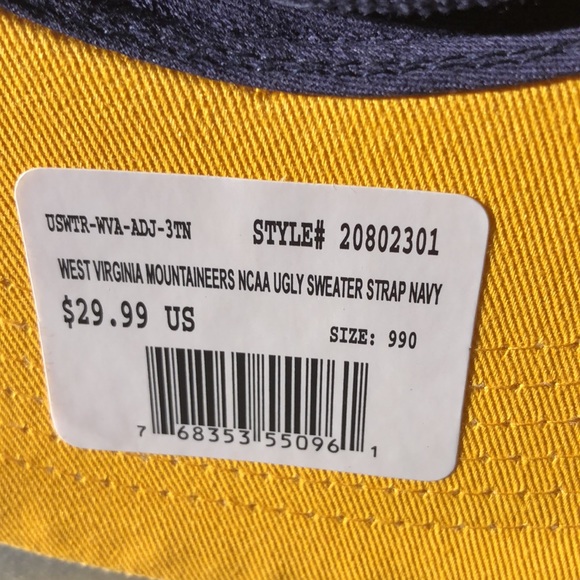 USWTR-WVA-ADJ-3TN STYLE# 20802301
WEST VIRGINIA MOUNTAINEERS NCAA UGLY SWEATER STRAP NAVY
$29.99 US
SIZE: 990
7 68353 55096 1